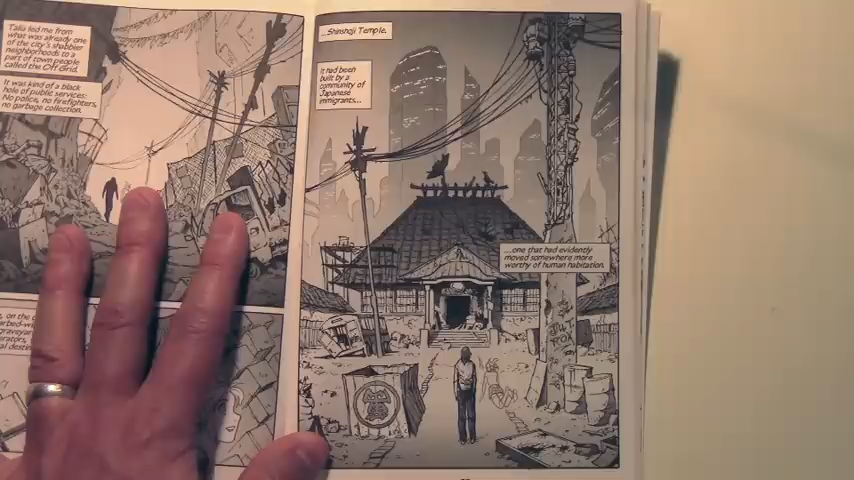 Talia led me from
what was already one
of the city's shabbier
neighborhoods to a
part of town people
called the Off Grid.
It was kind of a black
hole of public services:
No police, no firefighters,
no garbage collection.
, on the
graveyar
...Shinshoji Temple.
It had been
built by a
community of
Japanese
immigrants...
...one that had evidently
moved somewhere more
worthy of human habitation.